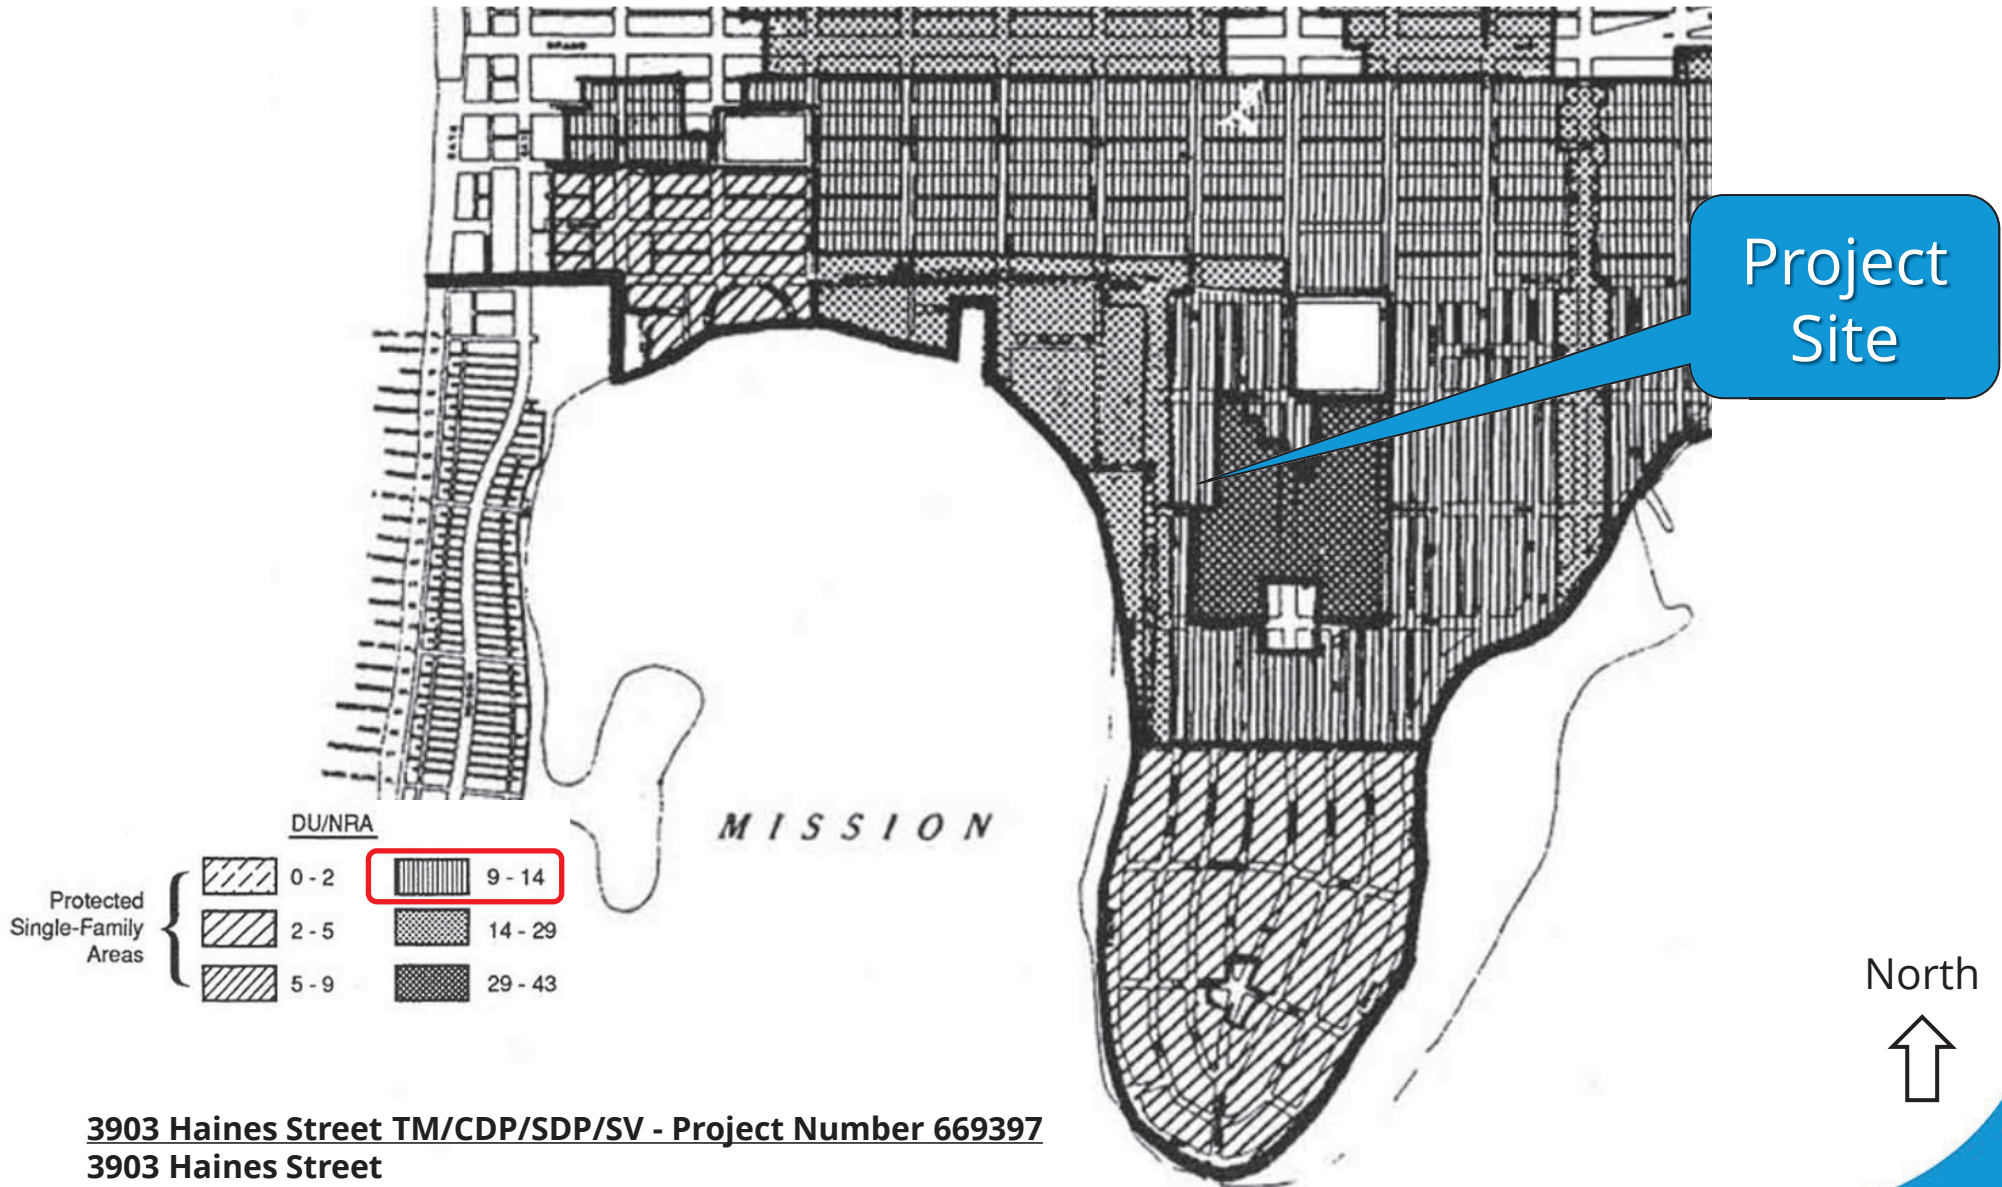 Project
Site
MISSION
DU/NRA
0 - 2
9 - 14
Protected
Single-Family
Areas
2 - 5
14 - 29
5 - 9
29 - 43
North
3903 Haines Street TM/CDP/SDP/SV - Project Number 669397
3903 Haines Street